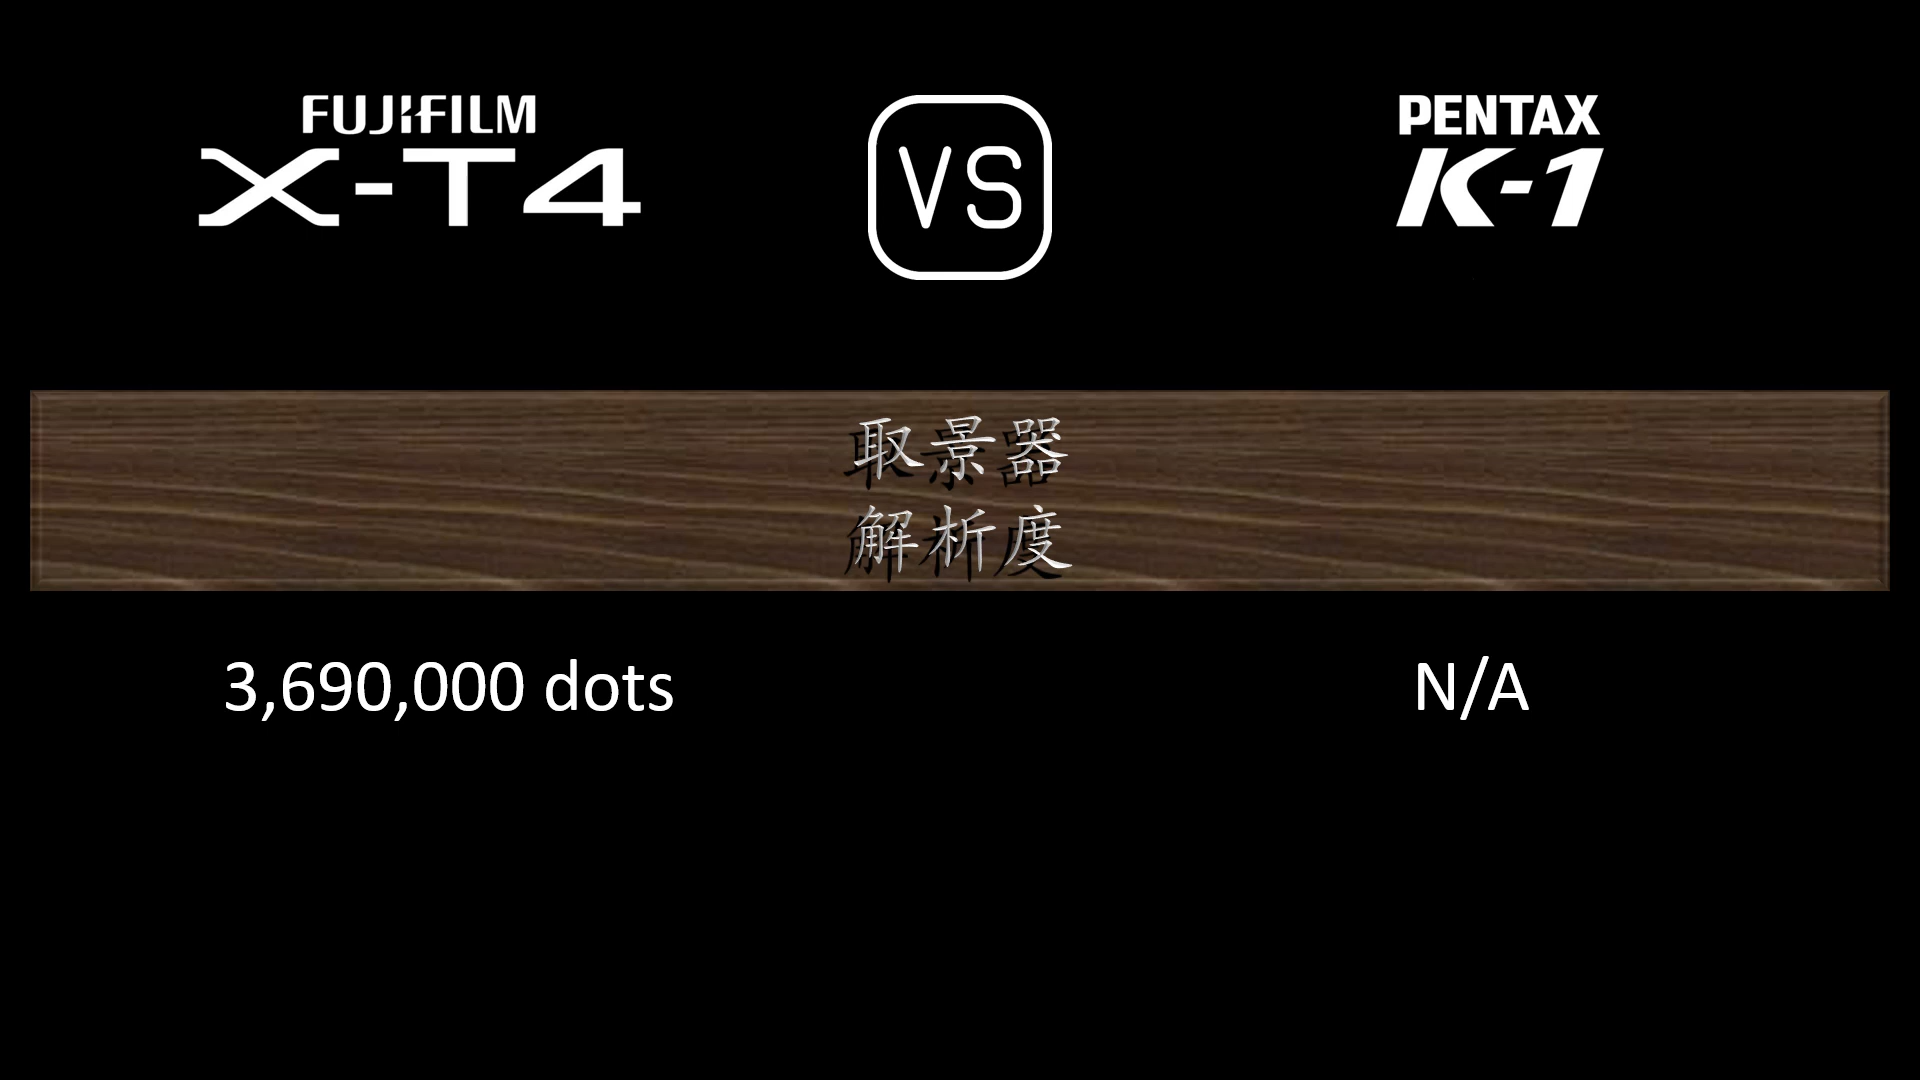 FUJIFILM
X-T4
VS
PENTAX
K-1
取景器
解析度
3,690,000 dots
N/A